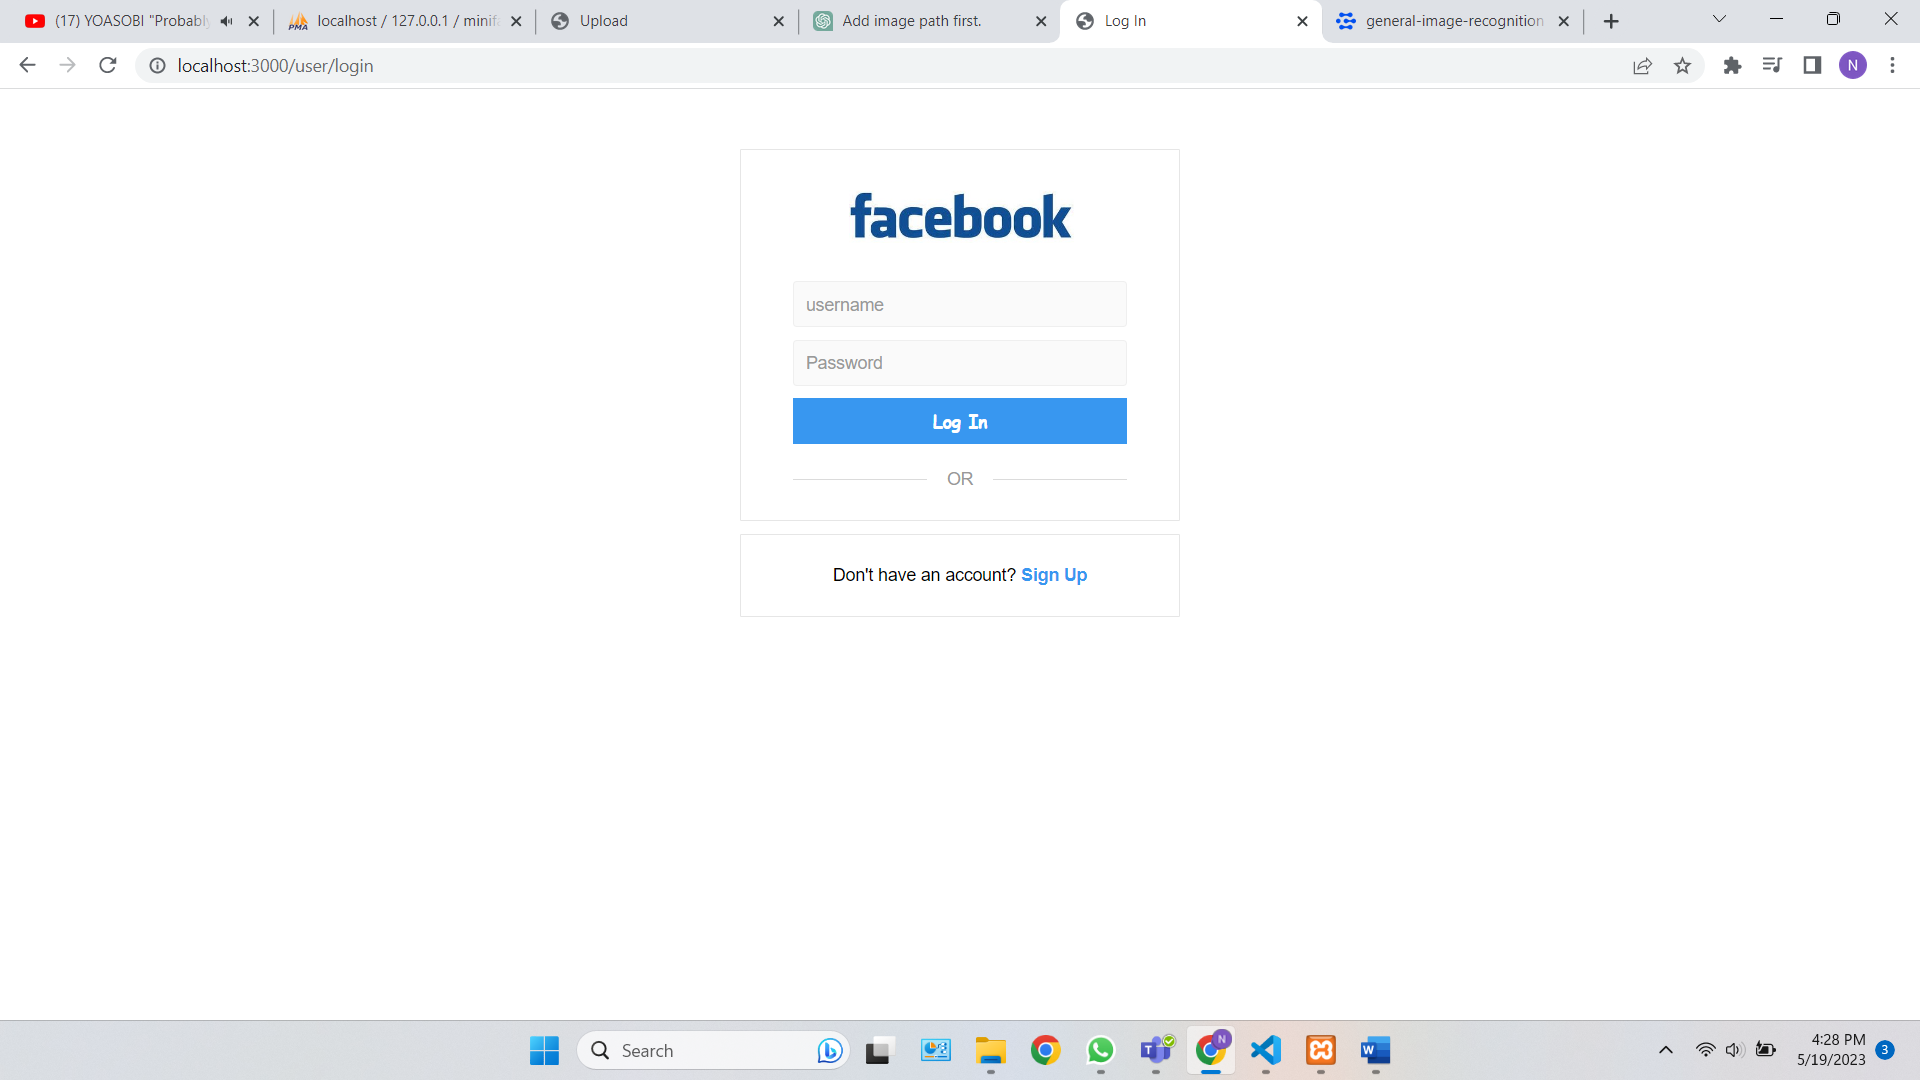 (17) YOASOBI "Probably
PMA
localhost / 127.0.0.1 / minif
Upload
Add image path first.
Log In
general-image-recognition
localhost:3000/user/login
N
facebook
username
Password
Log In
OR
Don't have an account? Sign Up
Search
N
4:28 PM
5/19/2023
3